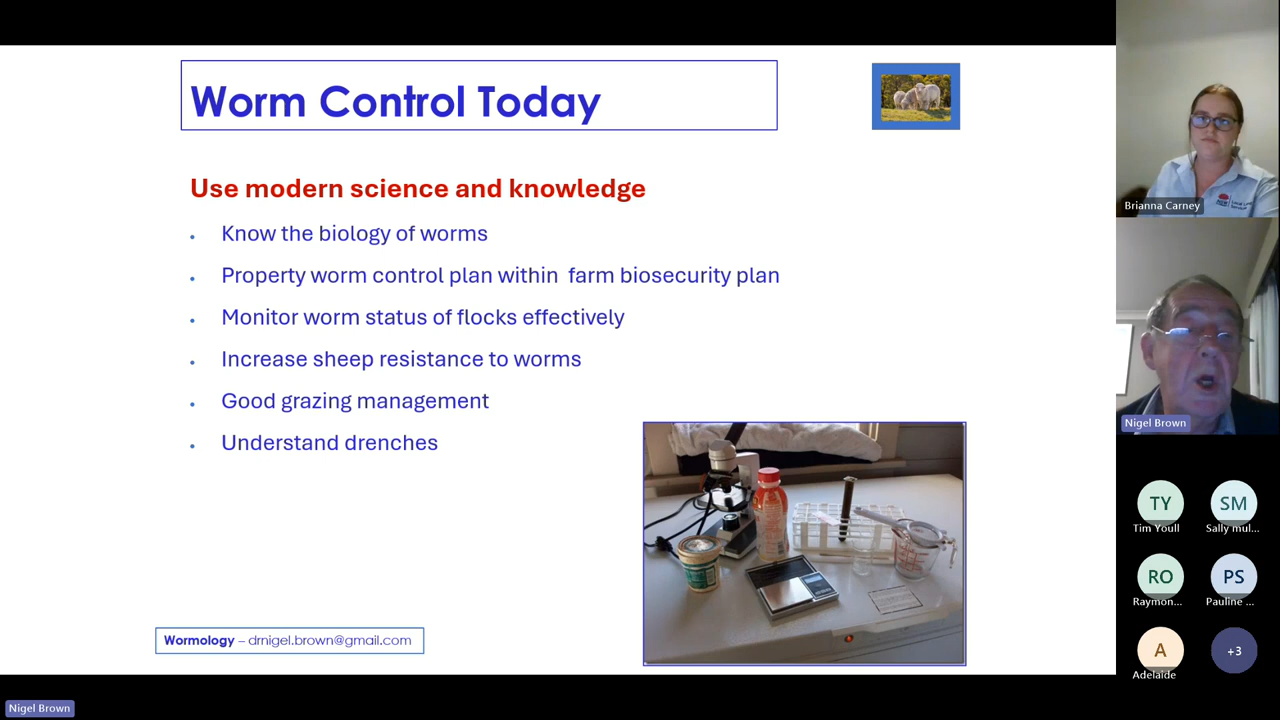 Worm Control Today
Use modern science and knowledge
• Know the biology of worms
• Property worm control plan within farm biosecurity plan
• Monitor worm status of flocks effectively
• Increase sheep resistance to worms
• Good grazing management
• Understand drenches
Wormology – drnigel.brown@gmail.com
Brianna Carney
Nigel Brown
TY
SM
Tim Youll
Sally mul...
RO
PS
Raymon...
Pauline ...
A
+3
Adelaide
Nigel Brown